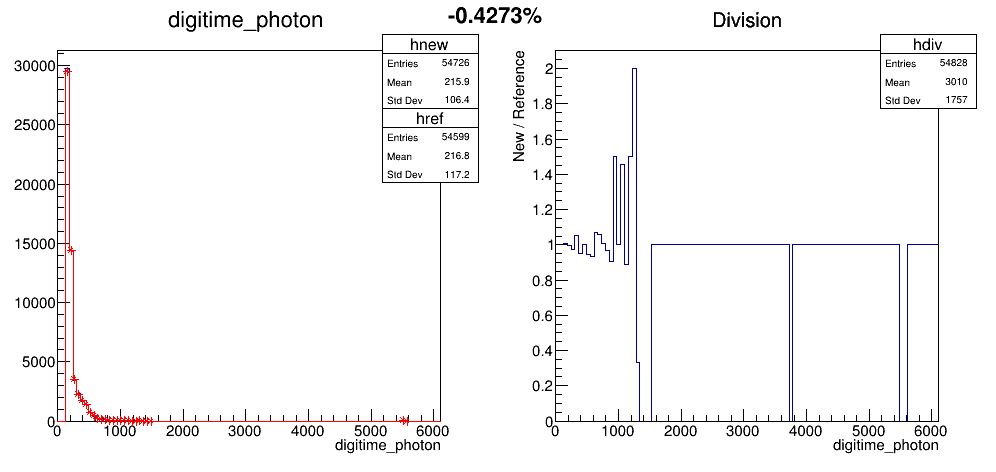 digitime_photon
-0.4273%
Division
hnew
Entries 54726
Mean 215.9
Std Dev 106.4
href
Entries 54599
Mean 216.8
Std Dev 117.2
30000
25000
20000
15000
10000
5000
0
0 1000 2000 3000 4000 5000 6000
digitime_photon
hdiv
Entries 54828
Mean 3010
Std Dev 1757
New / Reference
2
1.8
1.6
1.4
1.2
1
0.8
0.6
0.4
0.2
0
0 1000 2000 3000 4000 5000 6000
digitime_photon